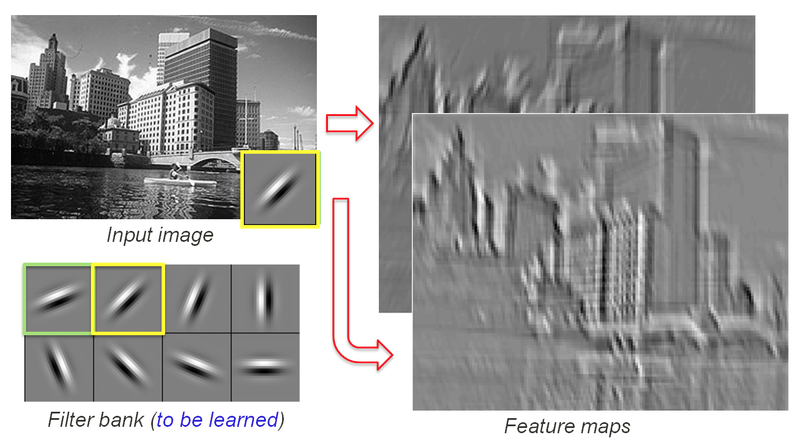 Input image
Filter bank (to be learned)
Feature maps